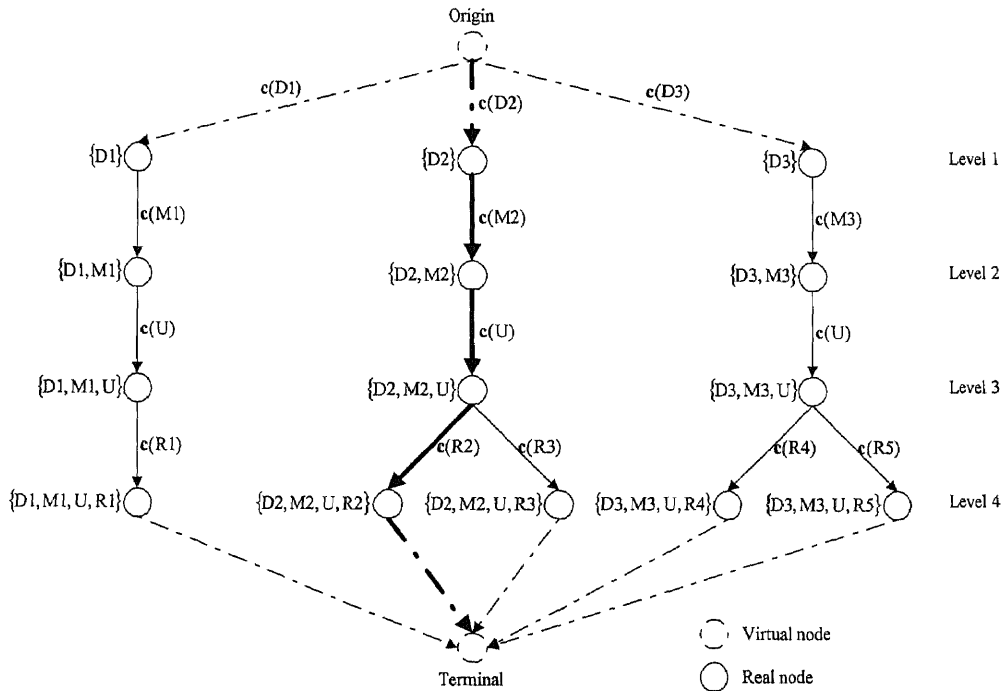 Origin
c(D1)
c(D2)
c(D3)
{D1}
{D2}
{D3}
Level 1
c(M1)
c(M2)
c(M3)
{D1, M1}
{D2, M2}
{D3, M3}
Level 2
c(U)
c(U)
c(U)
{D1, M1, U}
{D2, M2, U}
{D3, M3, U}
Level 3
c(R1)
c(R2)
c(R3)
c(R4)
c(R5)
{D1, M1, U, R1}
{D2, M2, U, R2}
{D2, M2, U, R3}
{D3, M3, U, R4}
{D3, M3, U, R5}
Level 4
Virtual node
Terminal
Real node